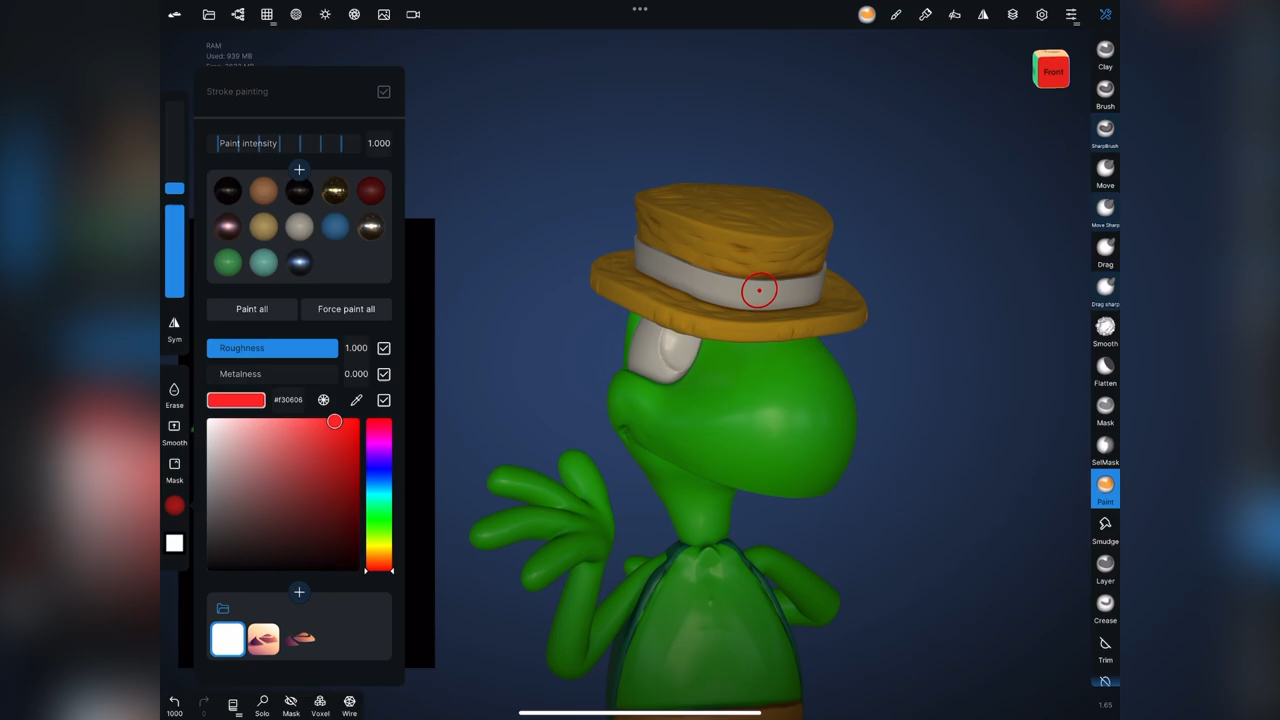 RAM
Used: 939 MB
Front
Stroke painting
Paint intensity 1.000
Paint all Force paint all
Roughness 1.000
Metalness 0.000
#f30606
Sym
Erase
Smooth
Mask
Clay
Brush
SharpBrush
Move
Move Sharp
Drag
Drag sharp
Smooth
Flatten
Mask
SelMask
Paint
Smudge
Layer
Crease
Trim
1.65
1000 0 Solo Mask Voxel Wire